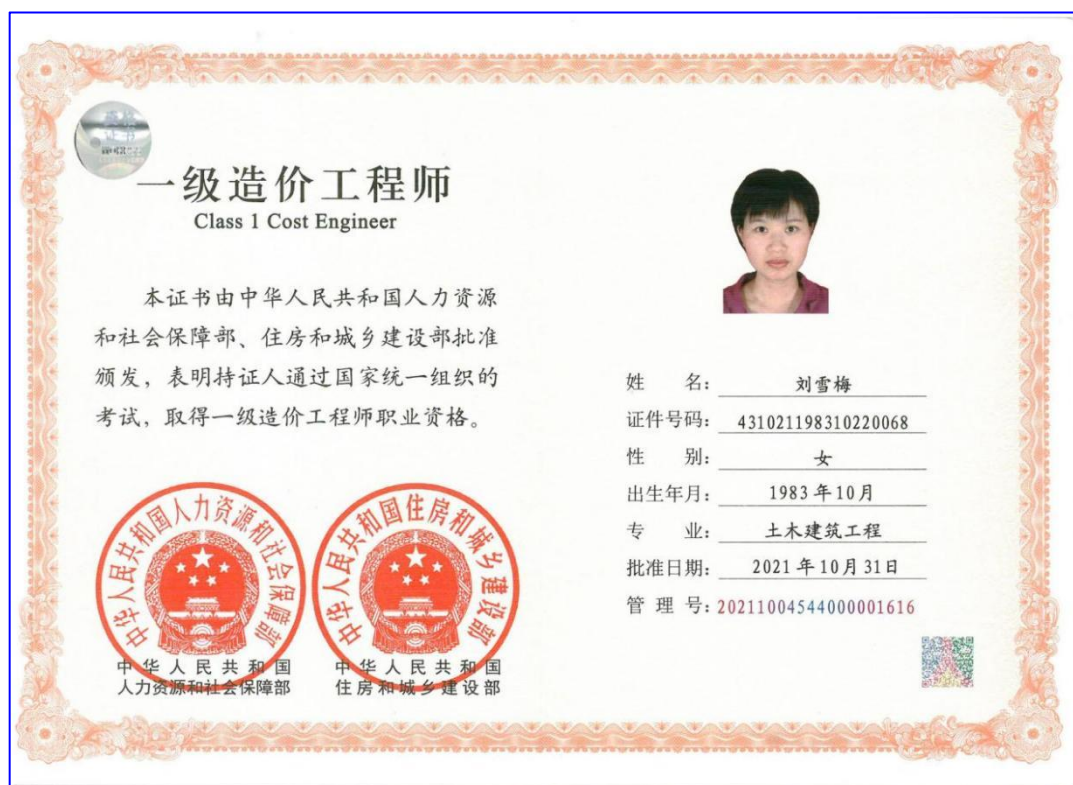 一级造价工程师
Class 1 Cost Engineer
本证书由中华人民共和国人力资源
和社会保障部、住房和城乡建设部批准
颁发，表明持证人通过国家统一组织的
考试，取得一级造价工程师职业资格。
中华人民共和国人力资源和社会保障部
中华人民共和国
人力资源和社会保障部
中华人民共和国住房和城乡建设部
中华人民共和国
住房和城乡建设部
姓 名：刘雪梅
证件号码：431021198310220068
性 别：女
出生年月：1983年10月
专 业：土木建筑工程
批准日期：2021年10月31日
管 理 号：20211004544000001616